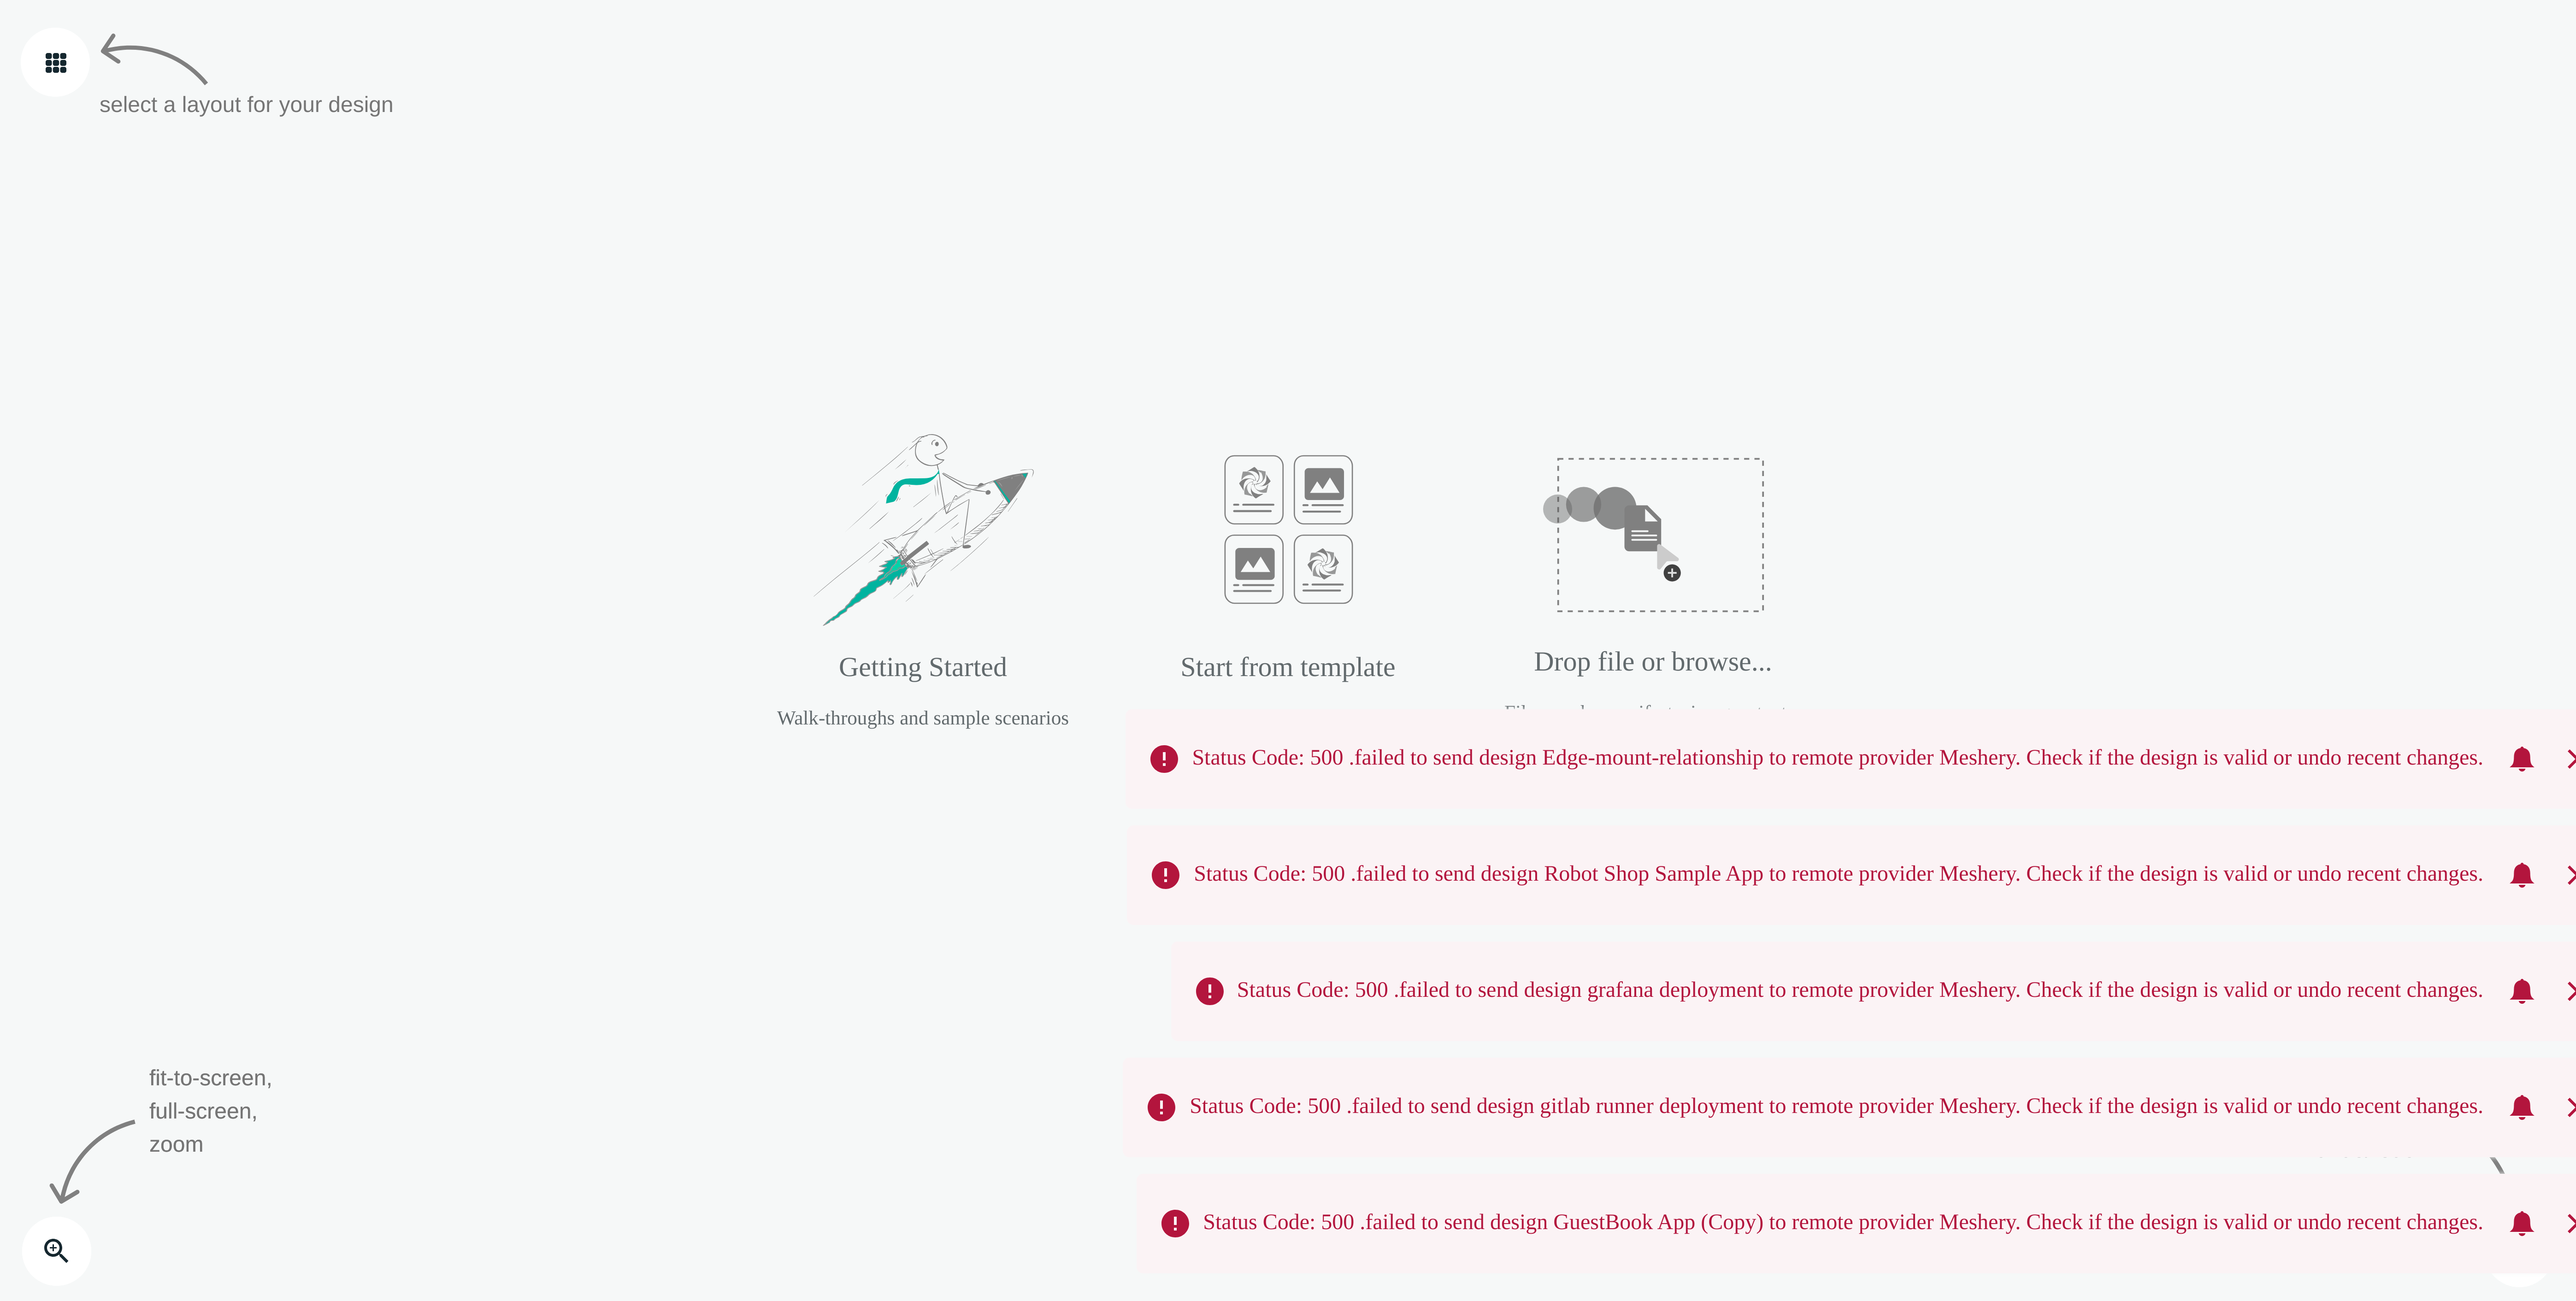 select a layout for your design
Getting Started
Start from template
Drop file or browse...
Walk-throughs and sample scenarios
Status Code: 500 .failed to send design Edge-mount-relationship to remote provider Meshery. Check if the design is valid or undo recent changes.
Status Code: 500 .failed to send design Robot Shop Sample App to remote provider Meshery. Check if the design is valid or undo recent changes.
Status Code: 500 .failed to send design grafana deployment to remote provider Meshery. Check if the design is valid or undo recent changes.
fit-to-screen,
full-screen,
zoom
Status Code: 500 .failed to send design gitlab runner deployment to remote provider Meshery. Check if the design is valid or undo recent changes.
Status Code: 500 .failed to send design GuestBook App (Copy) to remote provider Meshery. Check if the design is valid or undo recent changes.